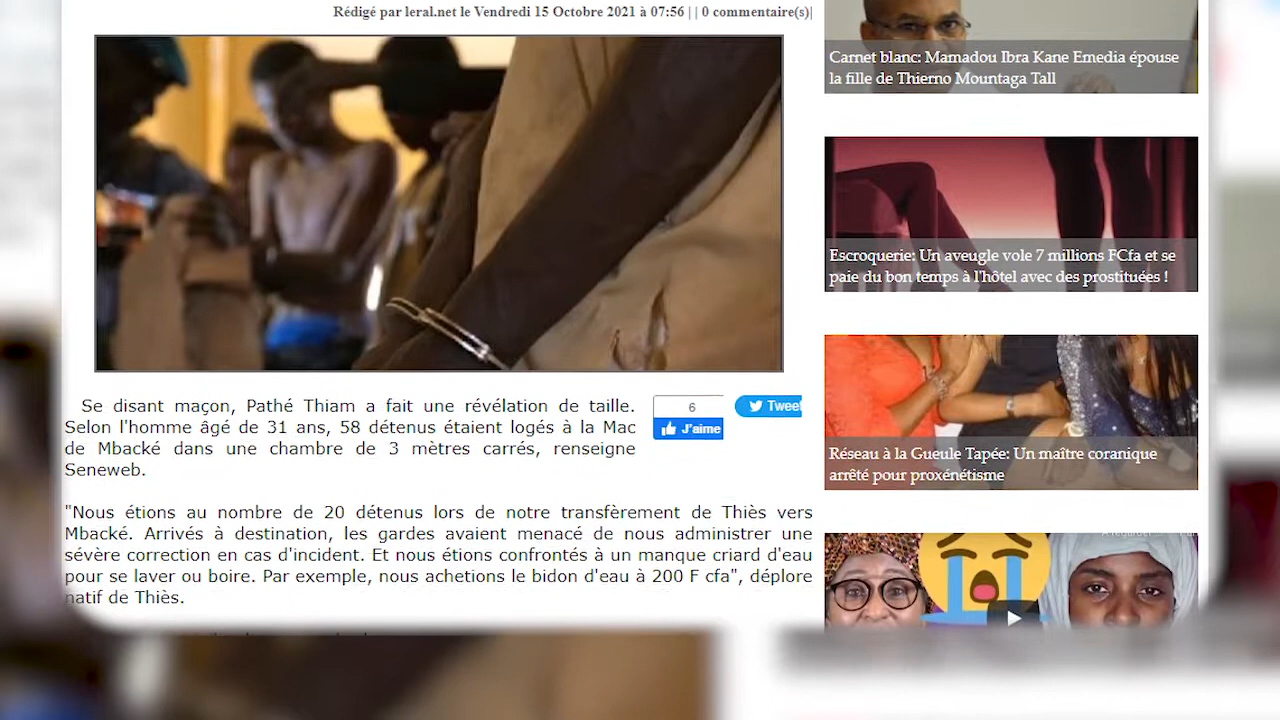 Rédigé par leral.net le Vendredi 15 Octobre 2021 à 07:56 | | 0 commentaire(s)|
Se disant maçon, Pathé Thiam a fait une révélation de taille.
Selon l'homme âgé de 31 ans, 58 détenus étaient logés à la Mac
de Mbacké dans une chambre de 3 mètres carrés, renseigne
Seneweb.
6
J'aime
Tweet
"Nous étions au nombre de 20 détenus lors de notre transfèrement de Thiès vers
Mbacké. Arrivés à destination, les gardes avaient menacé de nous administrer une
sévère correction en cas d'incident. Et nous étions confrontés à un manque criard d'eau
pour se laver ou boire. Par exemple, nous achetions le bidon d'eau à 200 F cfa", déplore
natif de Thiès.
Carnet blanc: Mamadou Ibra Kane Emedia épouse
la fille de Thierno Mountaga Tall
Escroquerie: Un aveugle vole 7 millions FCfa et se
paie du bon temps à l'hôtel avec des prostituées !
Réseau à la Gueule Tapée: Un maître coranique
arrêté pour proxénétisme